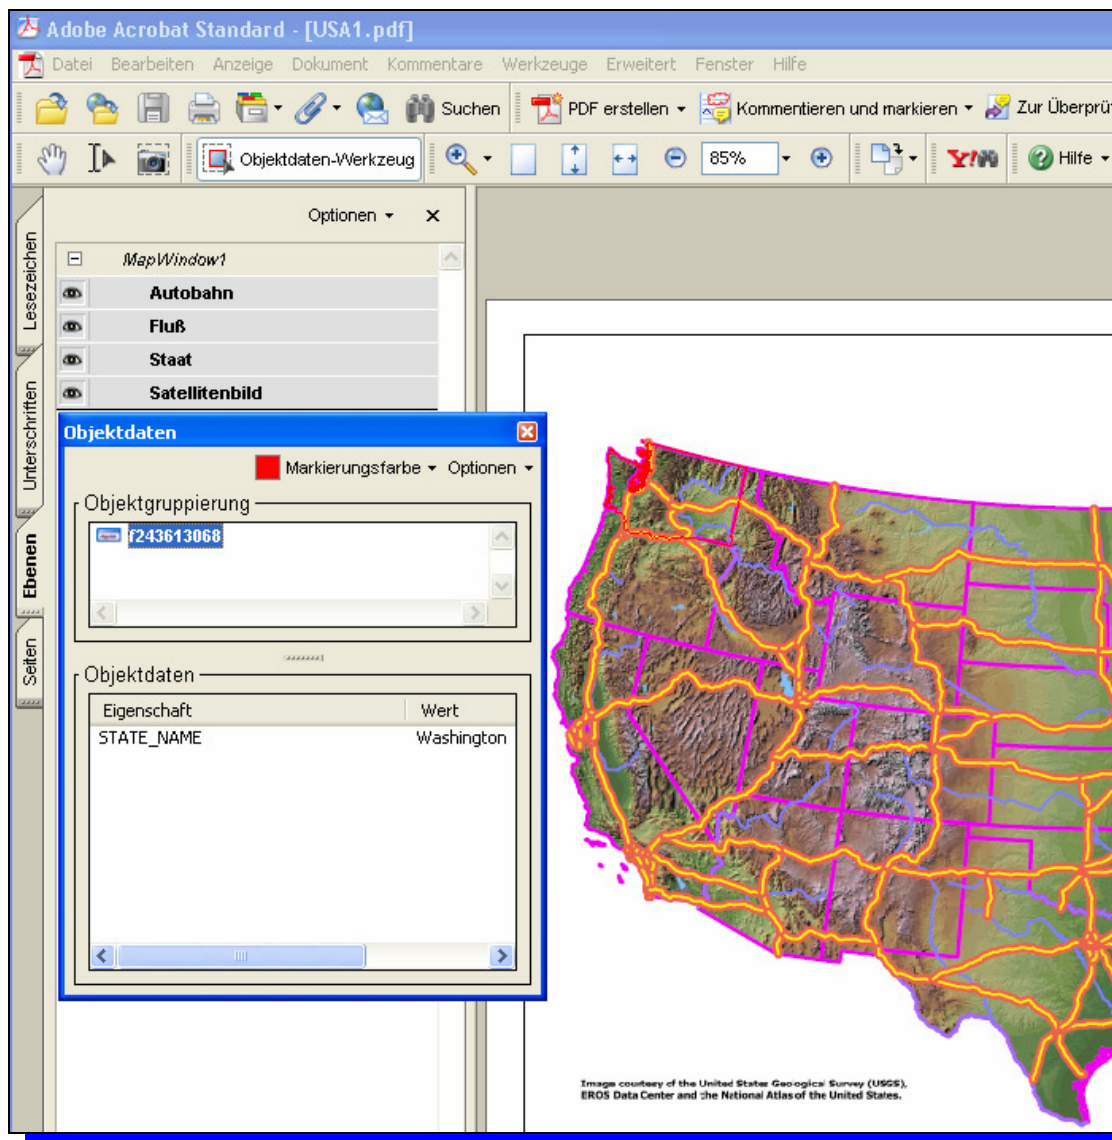 Adobe Acrobat Standard - [USA1.pdf]
Datei Bearbeiten Anzeige Dokument Kommentare Werkzeuge Erweitert Fenster Hilfe
Suchen PDF erstellen Kommentieren und markieren Zur Überprü
Objektdaten-Werkzeug 85% Y! Hilfe
Optionen
Lesezeichen
Unterschriften
Ebenen
Seiten
MapWindow1
Autobahn
Fluß
Staat
Satellitenbild
Objektdaten
Markierungsfarbe Optionen
Objektgruppierung
f243613068
Objektdaten
Eigenschaft Wert
STATE_NAME Washington
Image courtesy of the United States Geological Survey (USGS),
EROS Data Center and the National Atlas of the United States.